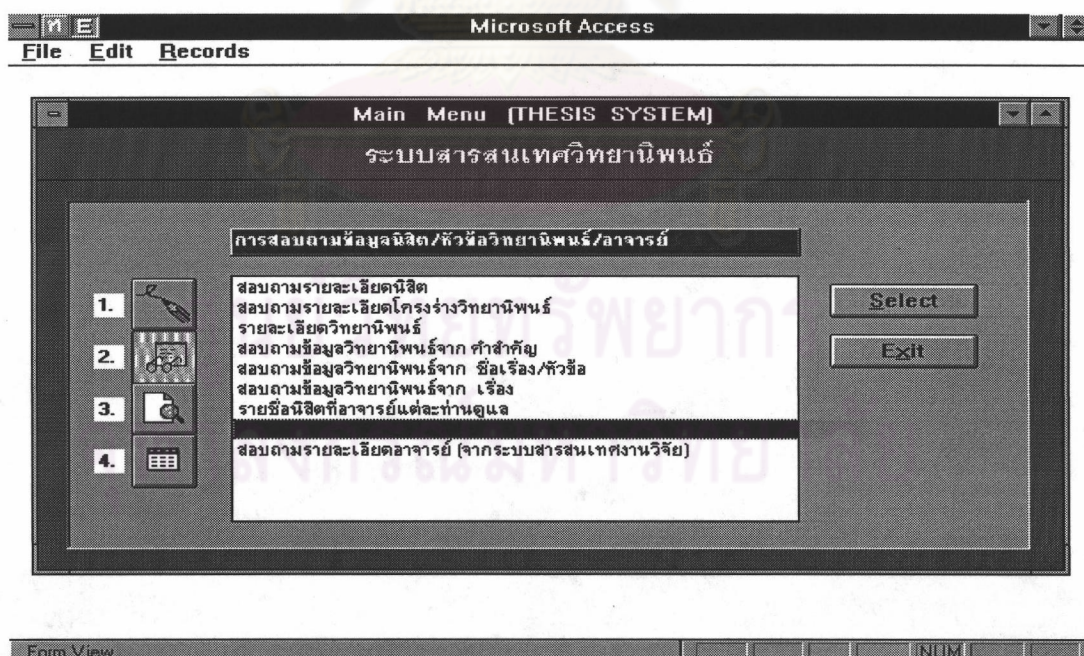 ก E Microsoft Access
File Edit Records
Main Menu (THESIS SYSTEM)
ระบบสารสนเทศวิทยานิพนธ์
การสอบถามข้อมูลนิสิต/หัวข้อวิทยานิพนธ์/อาจารย์
สอบถามรายละเอียดนิสิต
สอบถามรายละเอียดโครงร่างวิทยานิพนธ์
รายละเอียดวิทยานิพนธ์
สอบถามข้อมูลวิทยานิพนธ์จาก คำสำคัญ
สอบถามข้อมูลวิทยานิพนธ์จาก ชื่อเรื่อง/หัวข้อ
สอบถามข้อมูลวิทยานิพนธ์จาก เรื่อง
รายชื่อนิสิตที่อาจารย์แต่ละท่านดูแล
สอบถามรายละเอียดอาจารย์ (จากระบบสารสนเทศงานวิจัย)
1.
2.
3.
4.
Select
Exit
Form View NUM